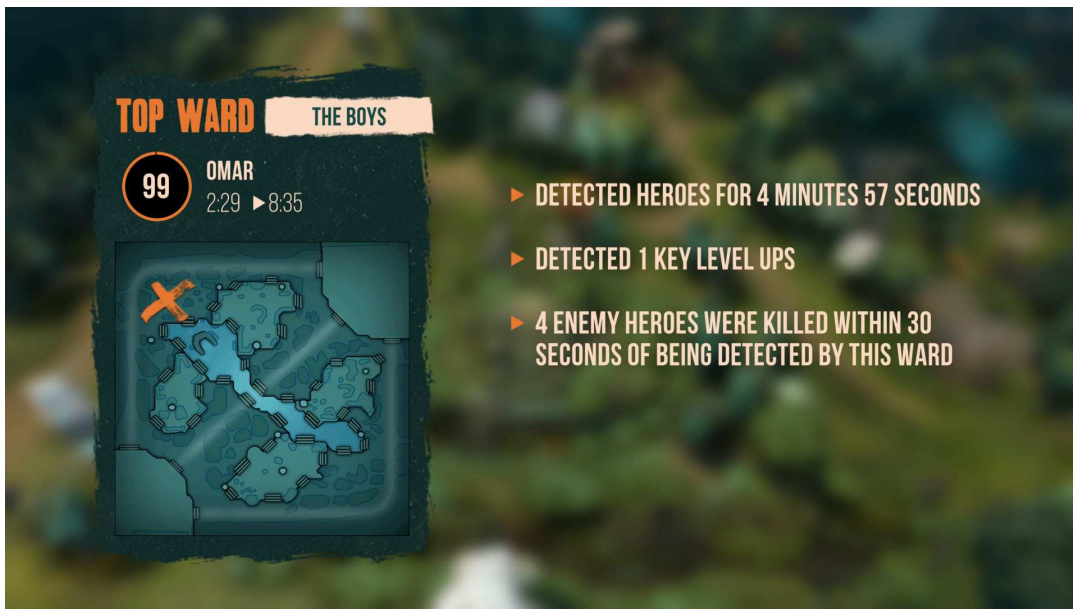 TOP WARD THE BOYS
99
OMAR
2:29 ▶8:35
DETECTED HEROES FOR 4 MINUTES 57 SECONDS
DETECTED 1 KEY LEVEL UPS
4 ENEMY HEROES WERE KILLED WITHIN 30
SECONDS OF BEING DETECTED BY THIS WARD